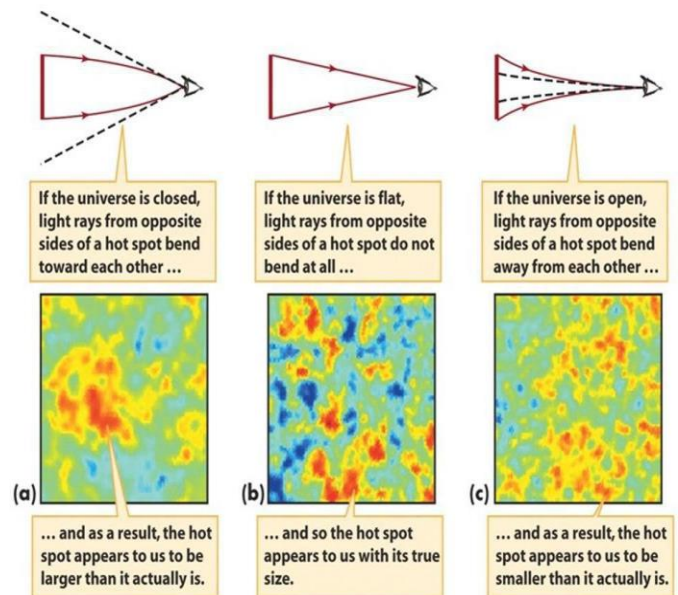 If the universe is closed,
light rays from opposite
sides of a hot spot bend
toward each other ...
If the universe is flat,
light rays from opposite
sides of a hot spot do not
bend at all ...
If the universe is open,
light rays from opposite
sides of a hot spot bend
away from each other ...
(a)
(b)
(c)
... and as a result, the hot
spot appears to us to be
larger than it actually is.
... and so the hot spot
appears to us with its true
size.
... and as a result, the hot
spot appears to us to be
smaller than it actually is.